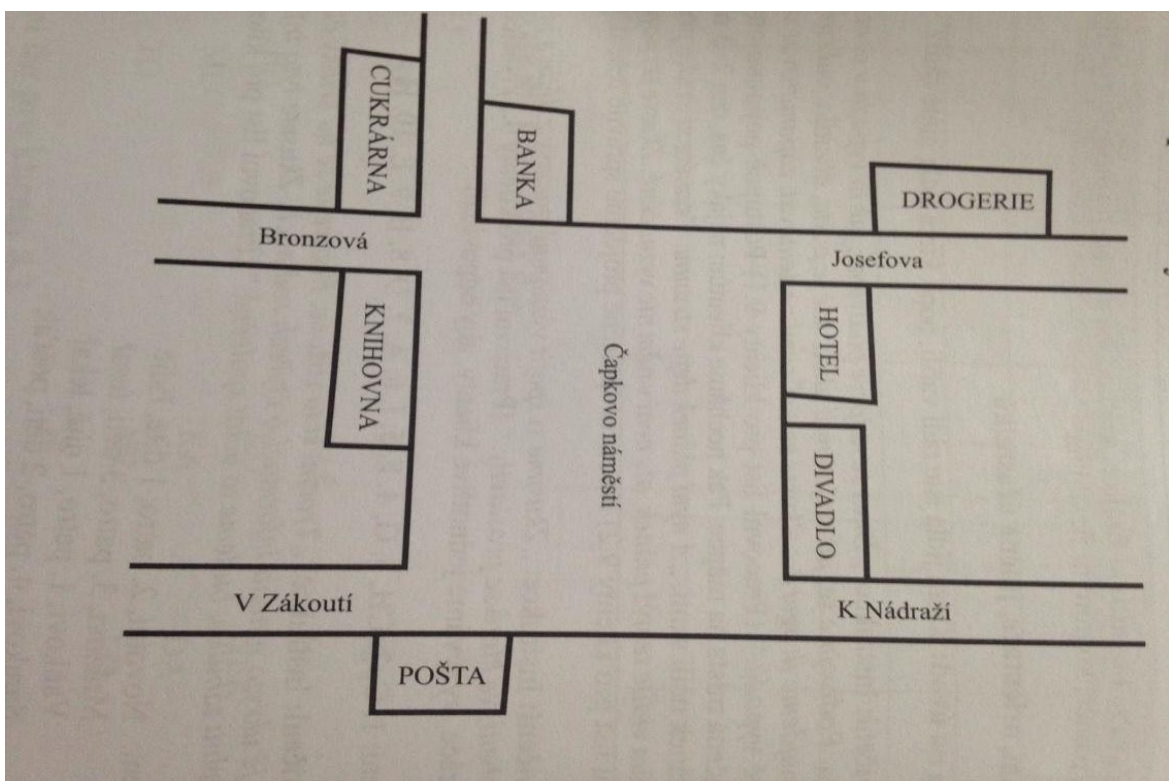 CUKRÁRNA
BANKA
DROGERIE
Bronzová
Josefova
KNIHOVNA
Čapkovo náměstí
HOTEL
DIVADLO
V Zákoutí
K Nádraží
POŠTA